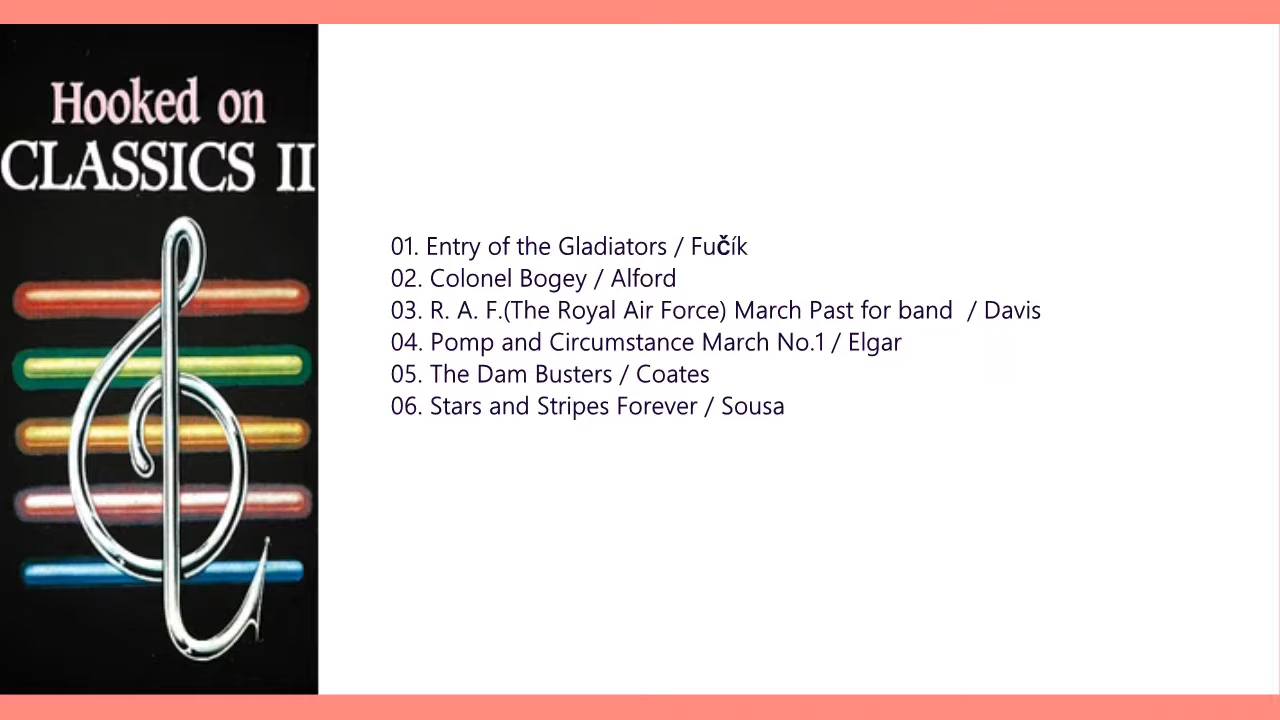 Hooked on
CLASSICS II
01. Entry of the Gladiators / Fučík
02. Colonel Bogey / Alford
03. R. A. F.(The Royal Air Force) March Past for band  / Davis
04. Pomp and Circumstance March No.1 / Elgar
05. The Dam Busters / Coates
06. Stars and Stripes Forever / Sousa